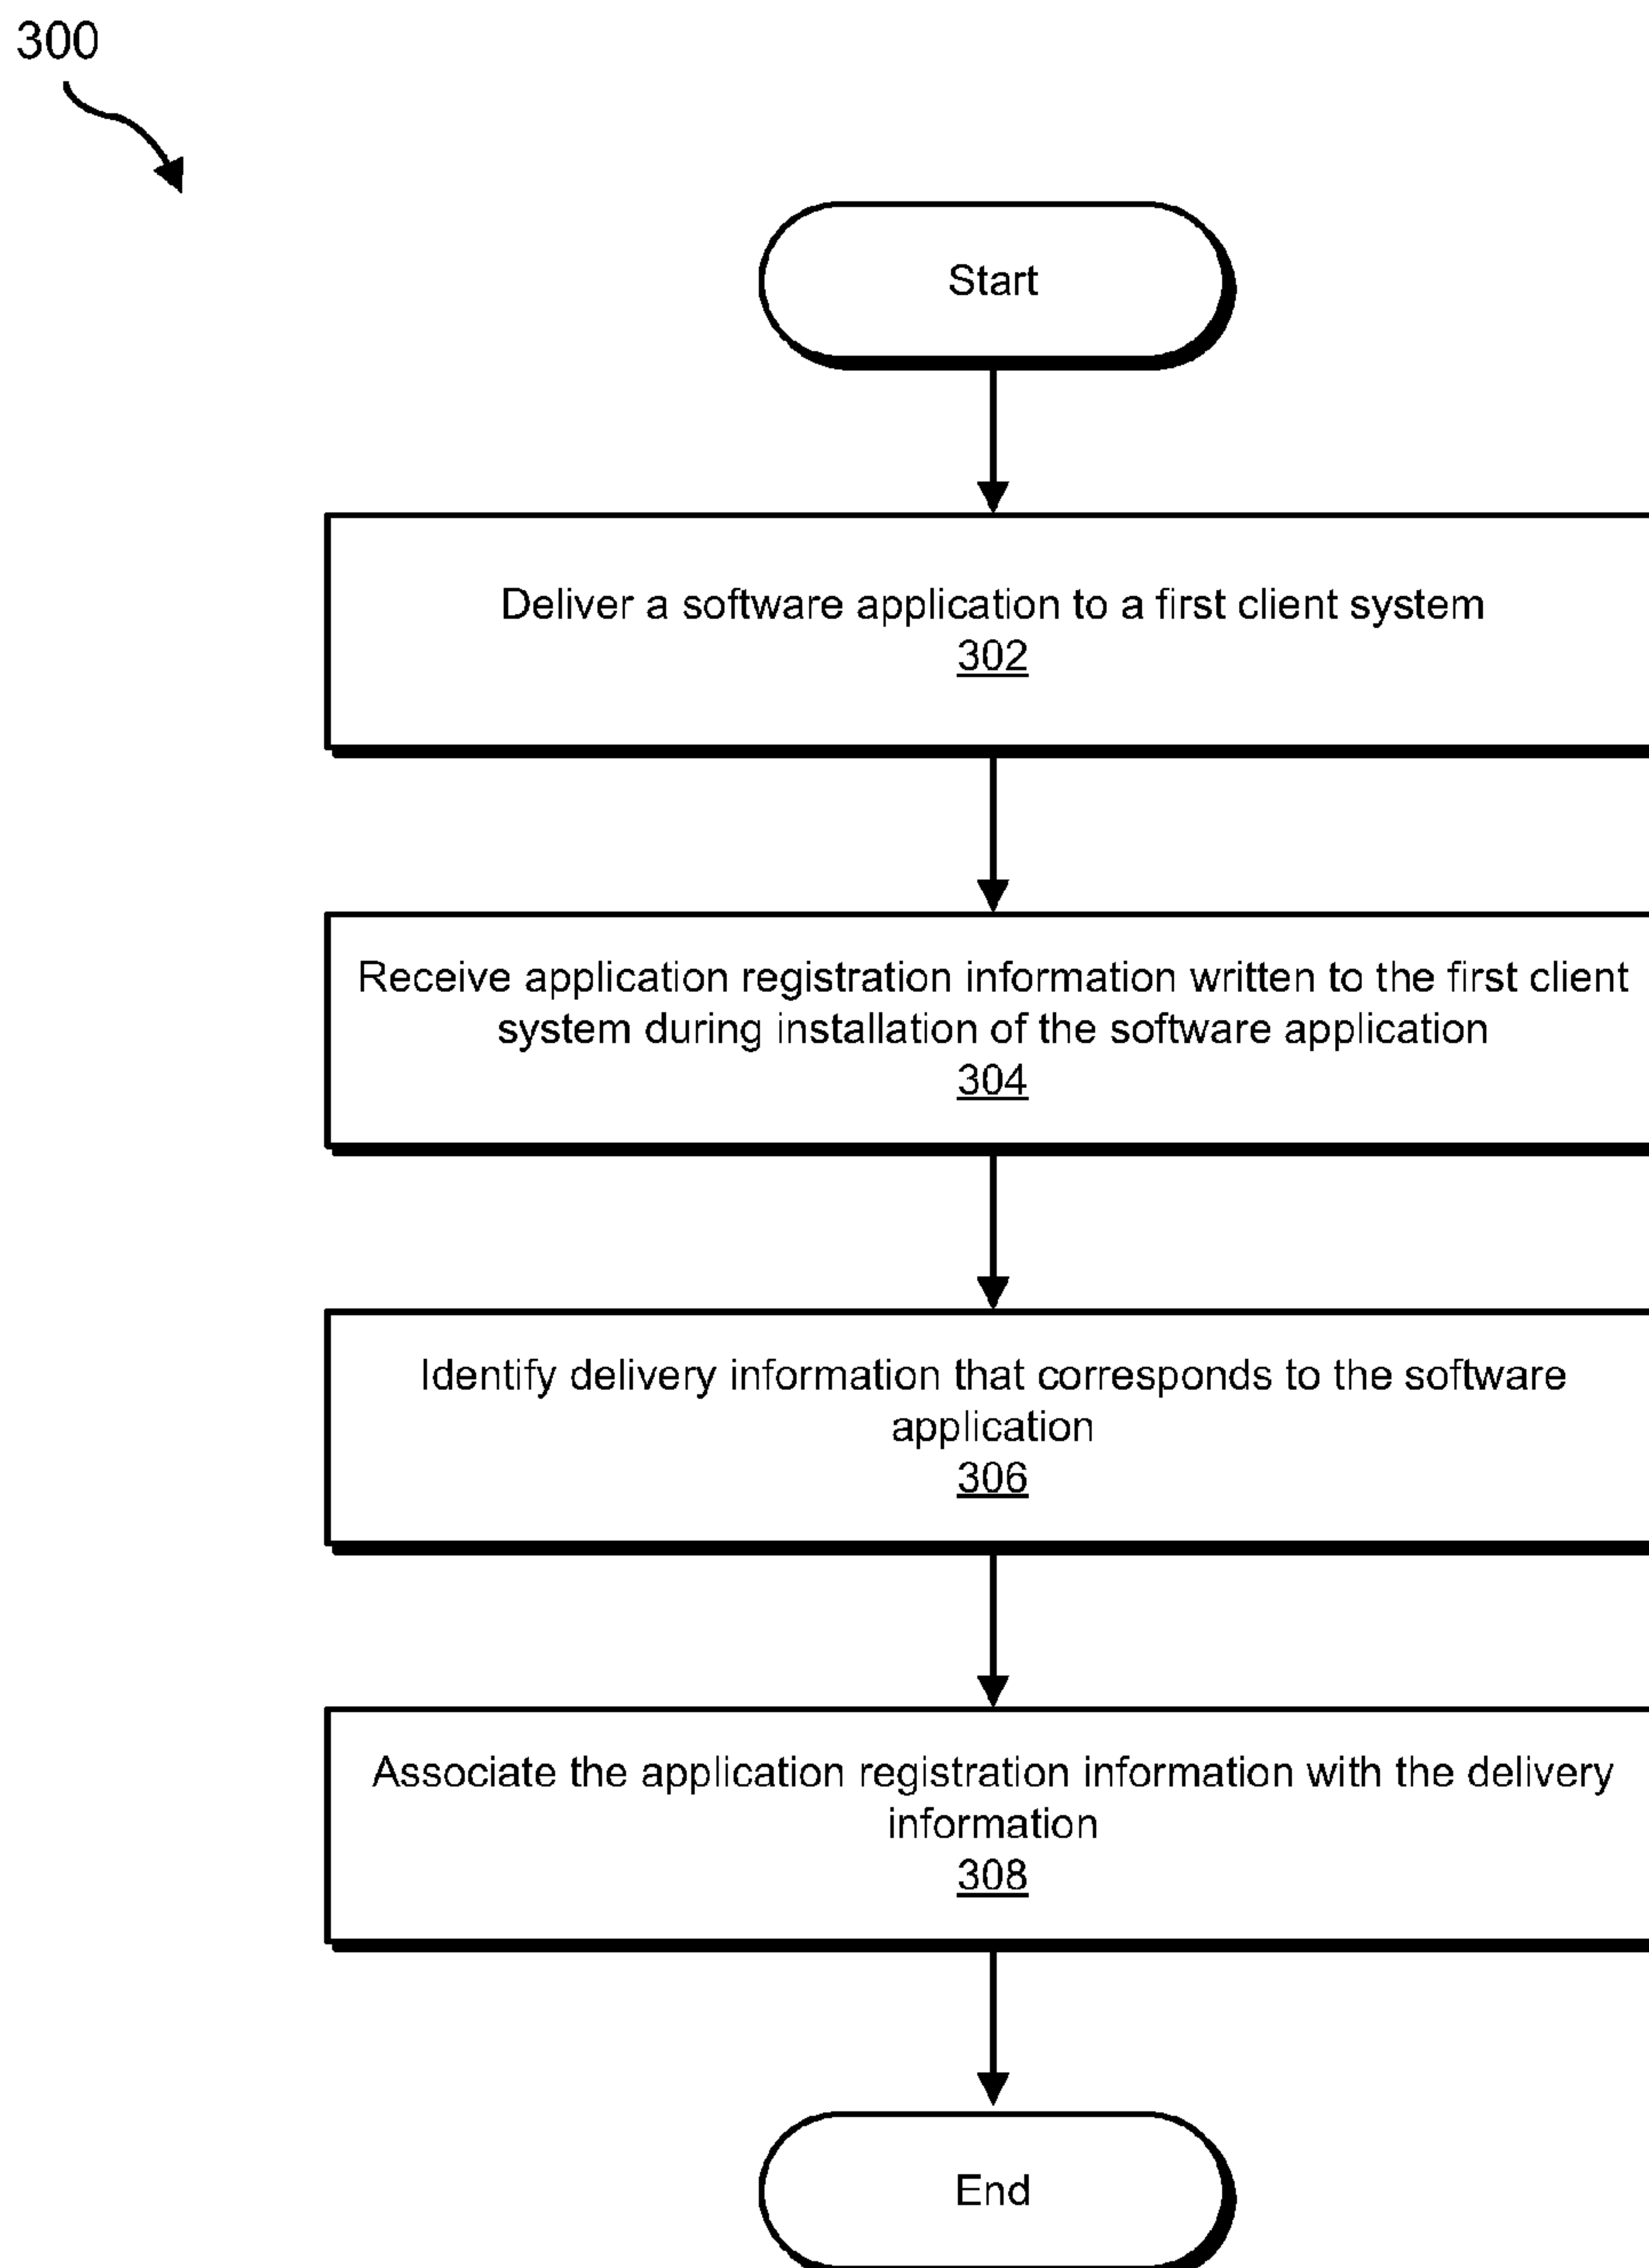 300
Start
Deliver a software application to a first client system
302
Receive application registration information written to the first client
system during installation of the software application
304
Identify delivery information that corresponds to the software
application
306
Associate the application registration information with the delivery
information
308
End